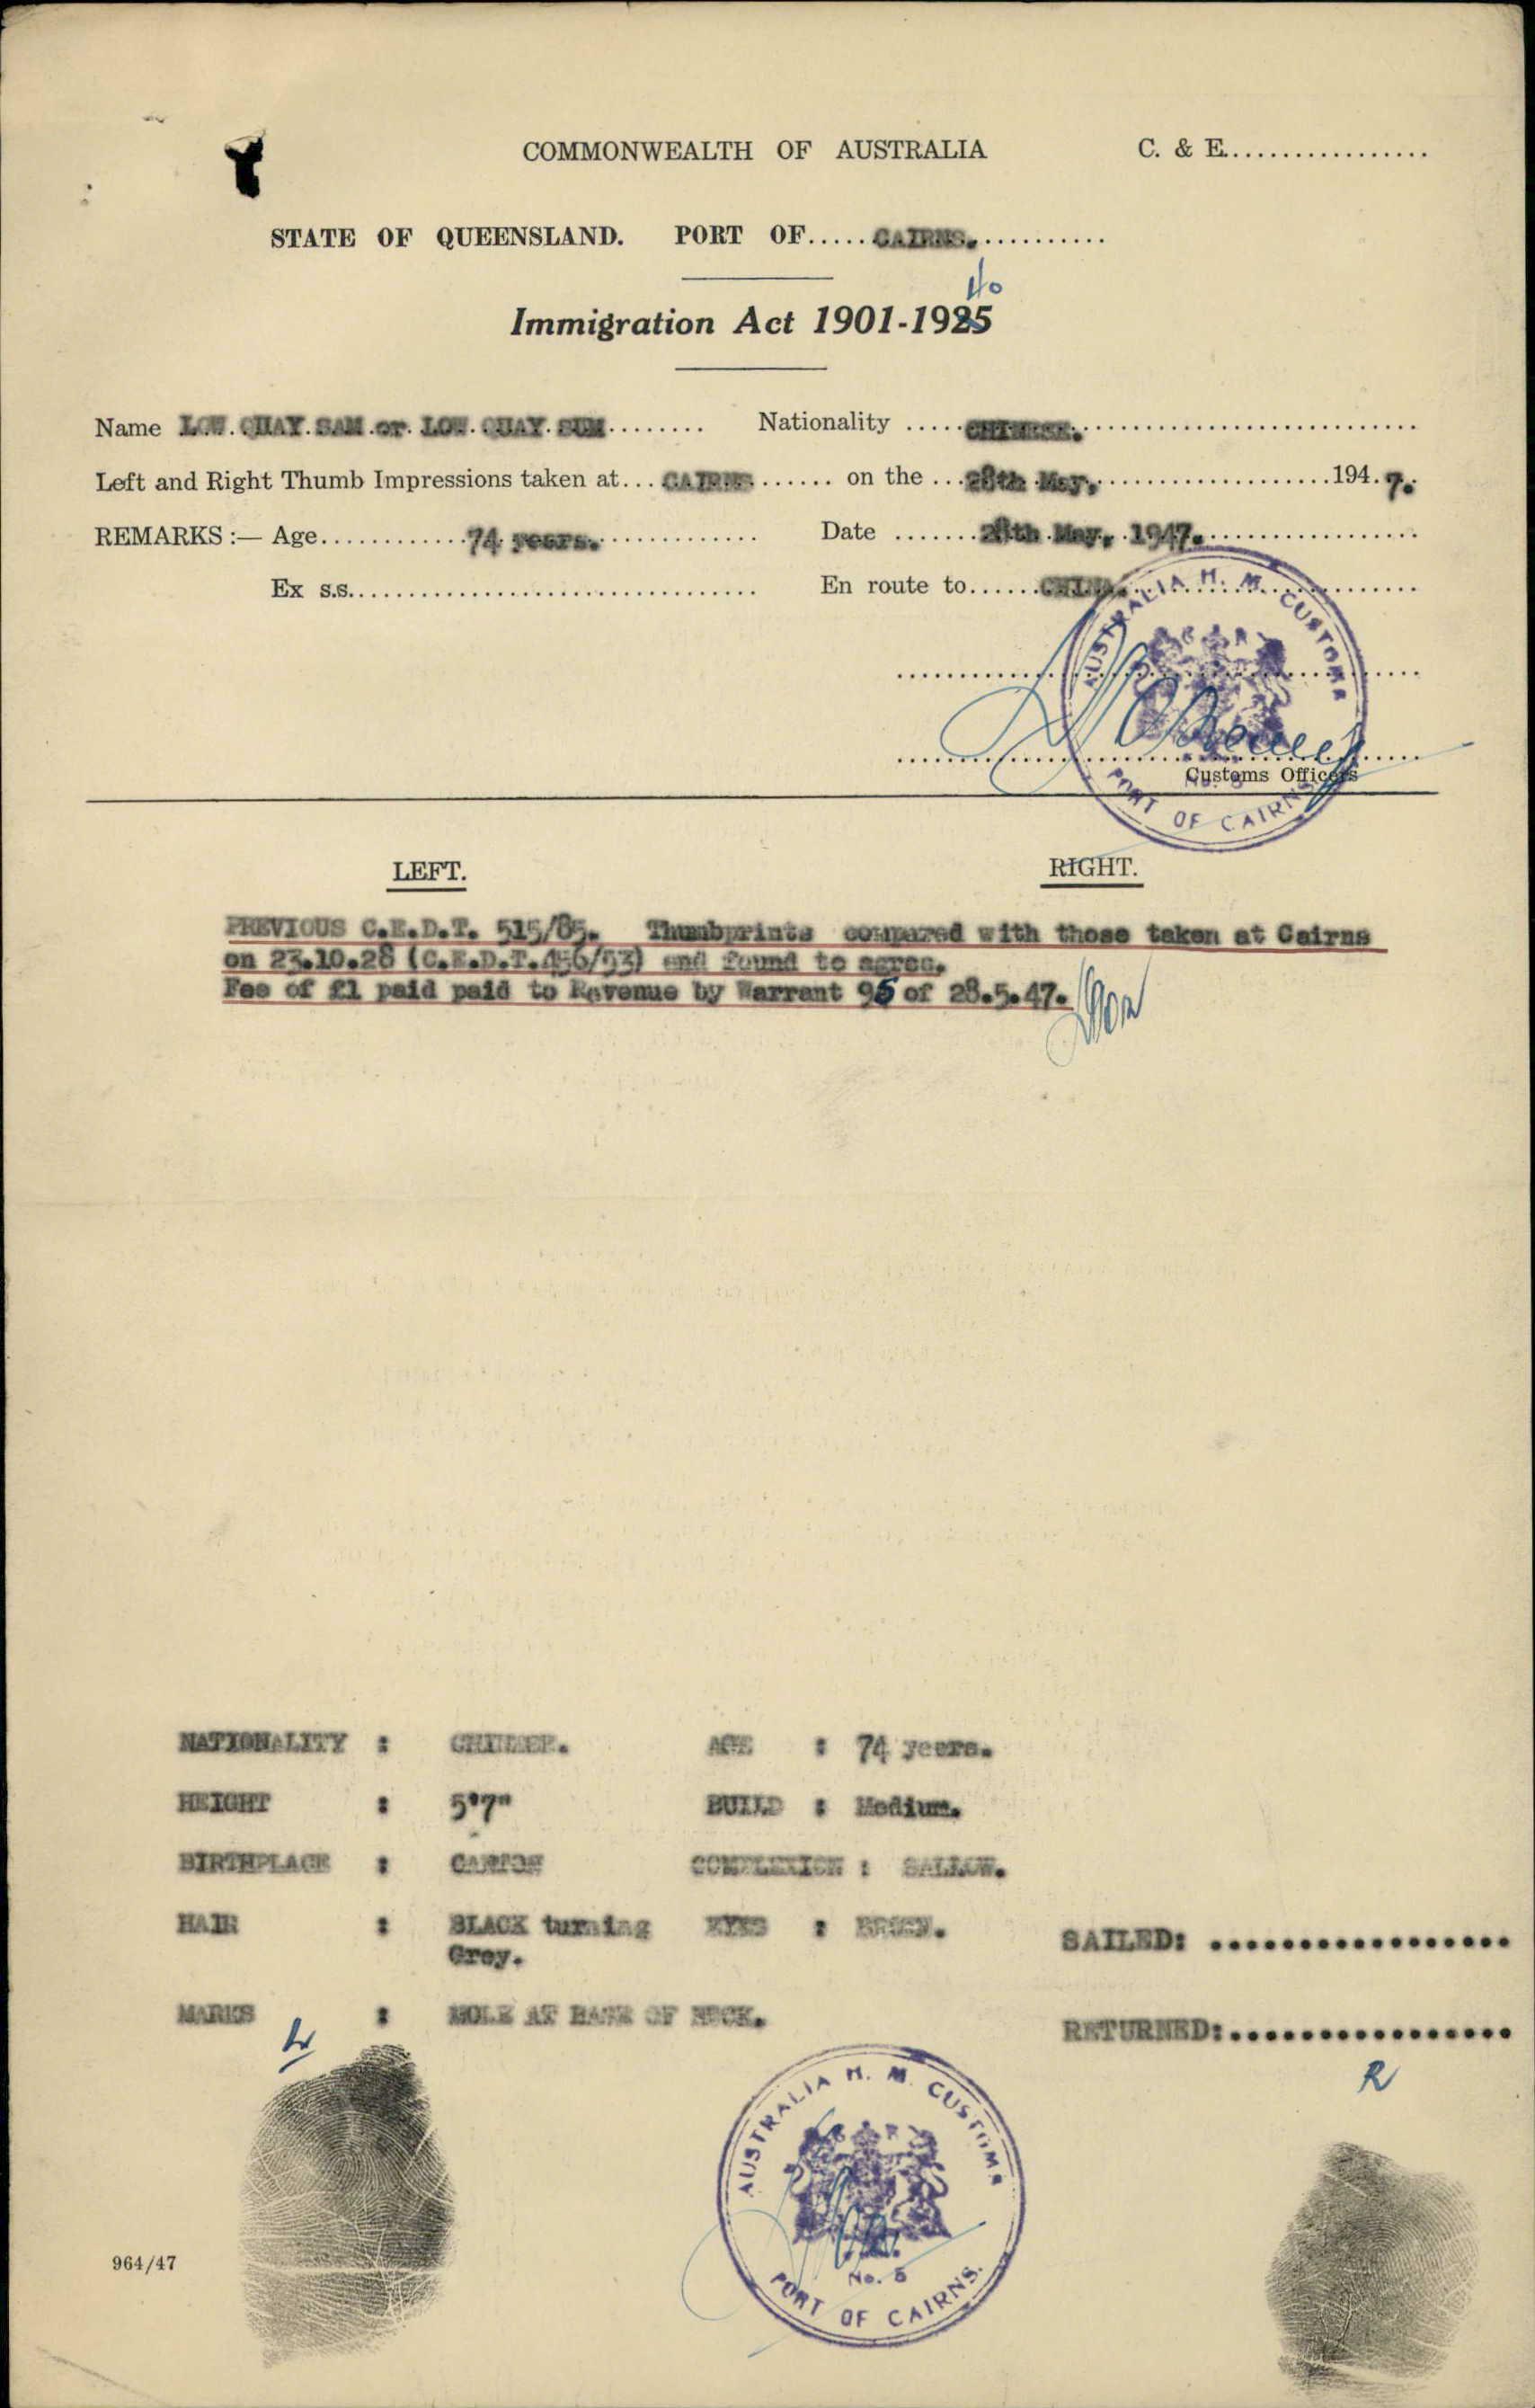 COMMONWEALTH OF AUSTRALIA C. & E..................
STATE OF QUEENSLAND. PORT OF.....CAIRNS............
40
Immigration Act 1901-1925
Name LOW QUAY SAM or LOW QUAY SUM........ Nationality .....CHINESE.
Left and Right Thumb Impressions taken at...CAIRNS...... on the ...28th May,....................194.7.
REMARKS :— Age............74 years.............. Date .......28th May, 1947.
Ex s.s.................................. En route to......CHINA.
AUSTRALIA H. M. CUSTOMS
Customs Officers
PORT OF CAIRNS.
LEFT. RIGHT.
PREVIOUS C.E.D.T. 515/85. Thumbprints compared with those taken at Cairns
on 23.10.28 (C.E.D.T. 456/53) and found to agree.
Fee of £1 paid paid to Revenue by Warrant 95 of 28.5.47.
NATIONALITY : CHINESE. AGE : 74 years.
HEIGHT : 5'7" BUILD : Medium.
BIRTHPLACE : CANTON COMPLEXION : SALLOW.
HAIR : BLACK turning EYES : BROWN.
Grey.
SAILED: .................
MARKS : MOLE AT BASE OF NECK.
RETURNED:................
L R
AUSTRALIA H. M. CUSTOMS
No. 5
PORT OF CAIRNS.
964/47